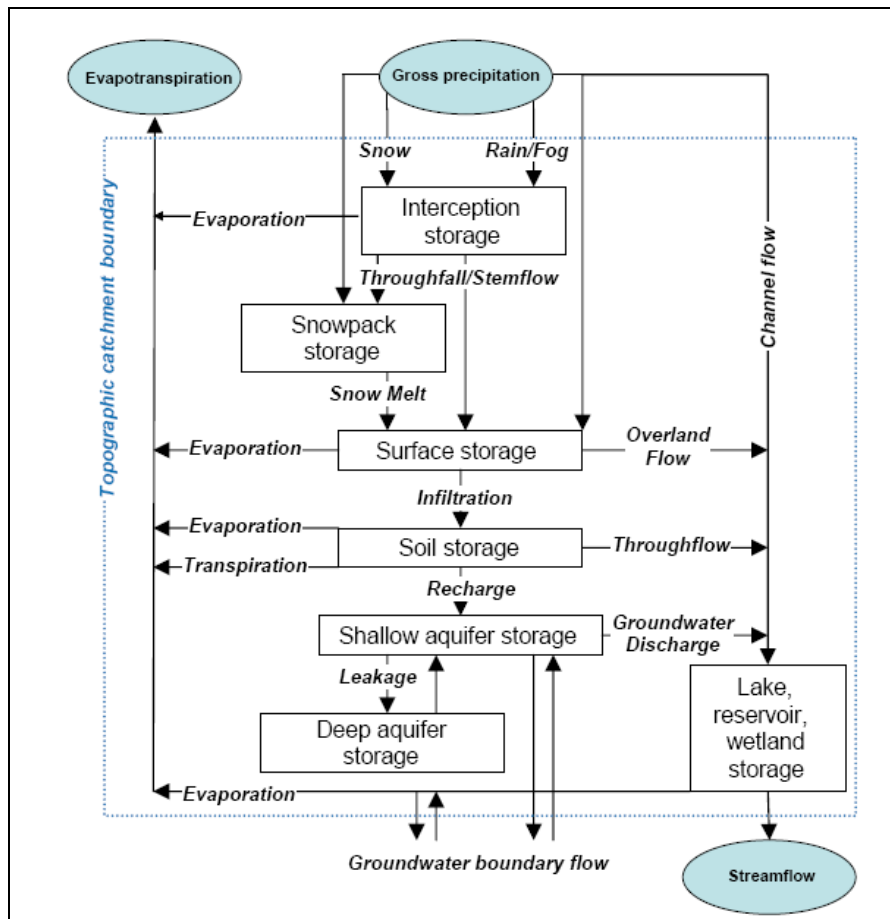 Evapotranspiration
Gross precipitation
Snow
Rain/Fog
Interception
storage
Evaporation
Throughfall/Stemflow
Snowpack
storage
Snow Melt
Topographic catchment boundary
Channel flow
Evaporation
Surface storage
Overland
Flow
Infiltration
Evaporation
Soil storage
Throughflow
Transpiration
Recharge
Shallow aquifer storage
Groundwater
Discharge
Leakage
Deep aquifer
storage
Lake,
reservoir,
wetland
storage
Evaporation
Groundwater boundary flow
Streamflow